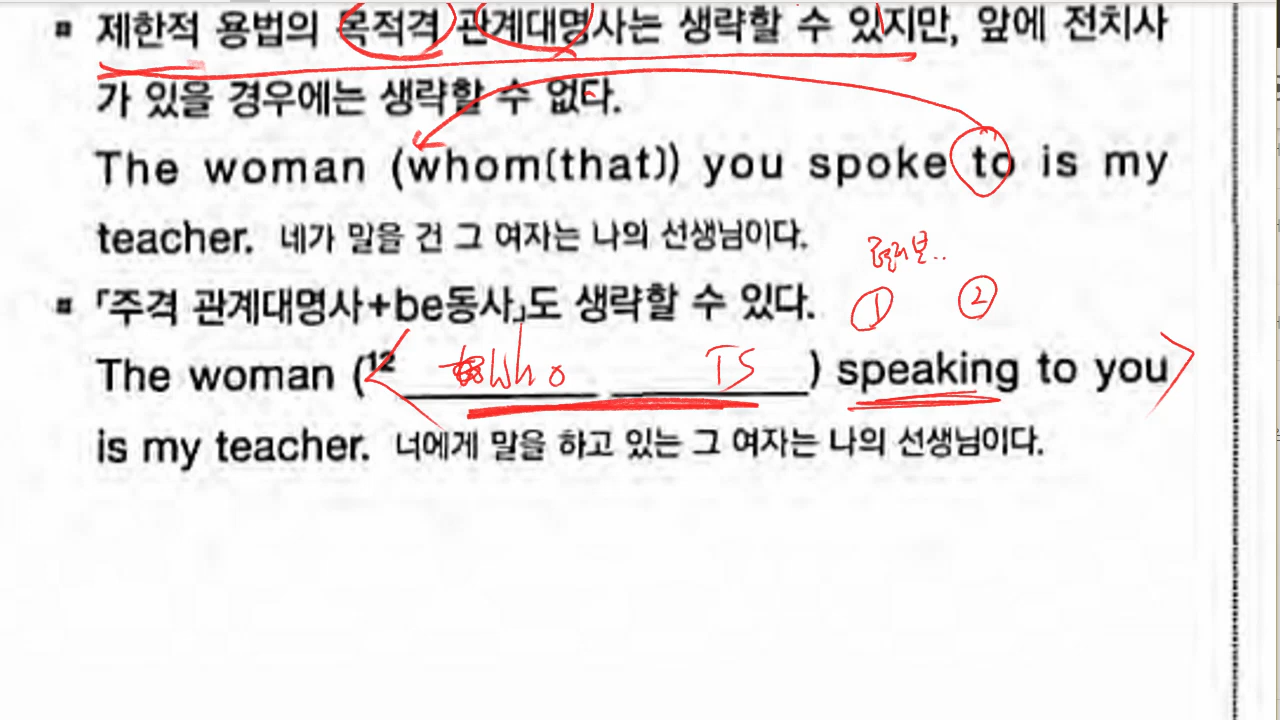 ▪ 제한적 용법의 목적격 관계대명사는 생략할 수 있지만, 앞에 전치사
가 있을 경우에는 생략할 수 없다.
The woman (whom(that)) you spoke to is my
teacher. 네가 말을 건 그 여자는 나의 선생님이다.
① ②
▪ 「주격 관계대명사+be동사」도 생략할 수 있다.
The woman (12 who is) speaking to you
is my teacher. 너에게 말을 하고 있는 그 여자는 나의 선생님이다.